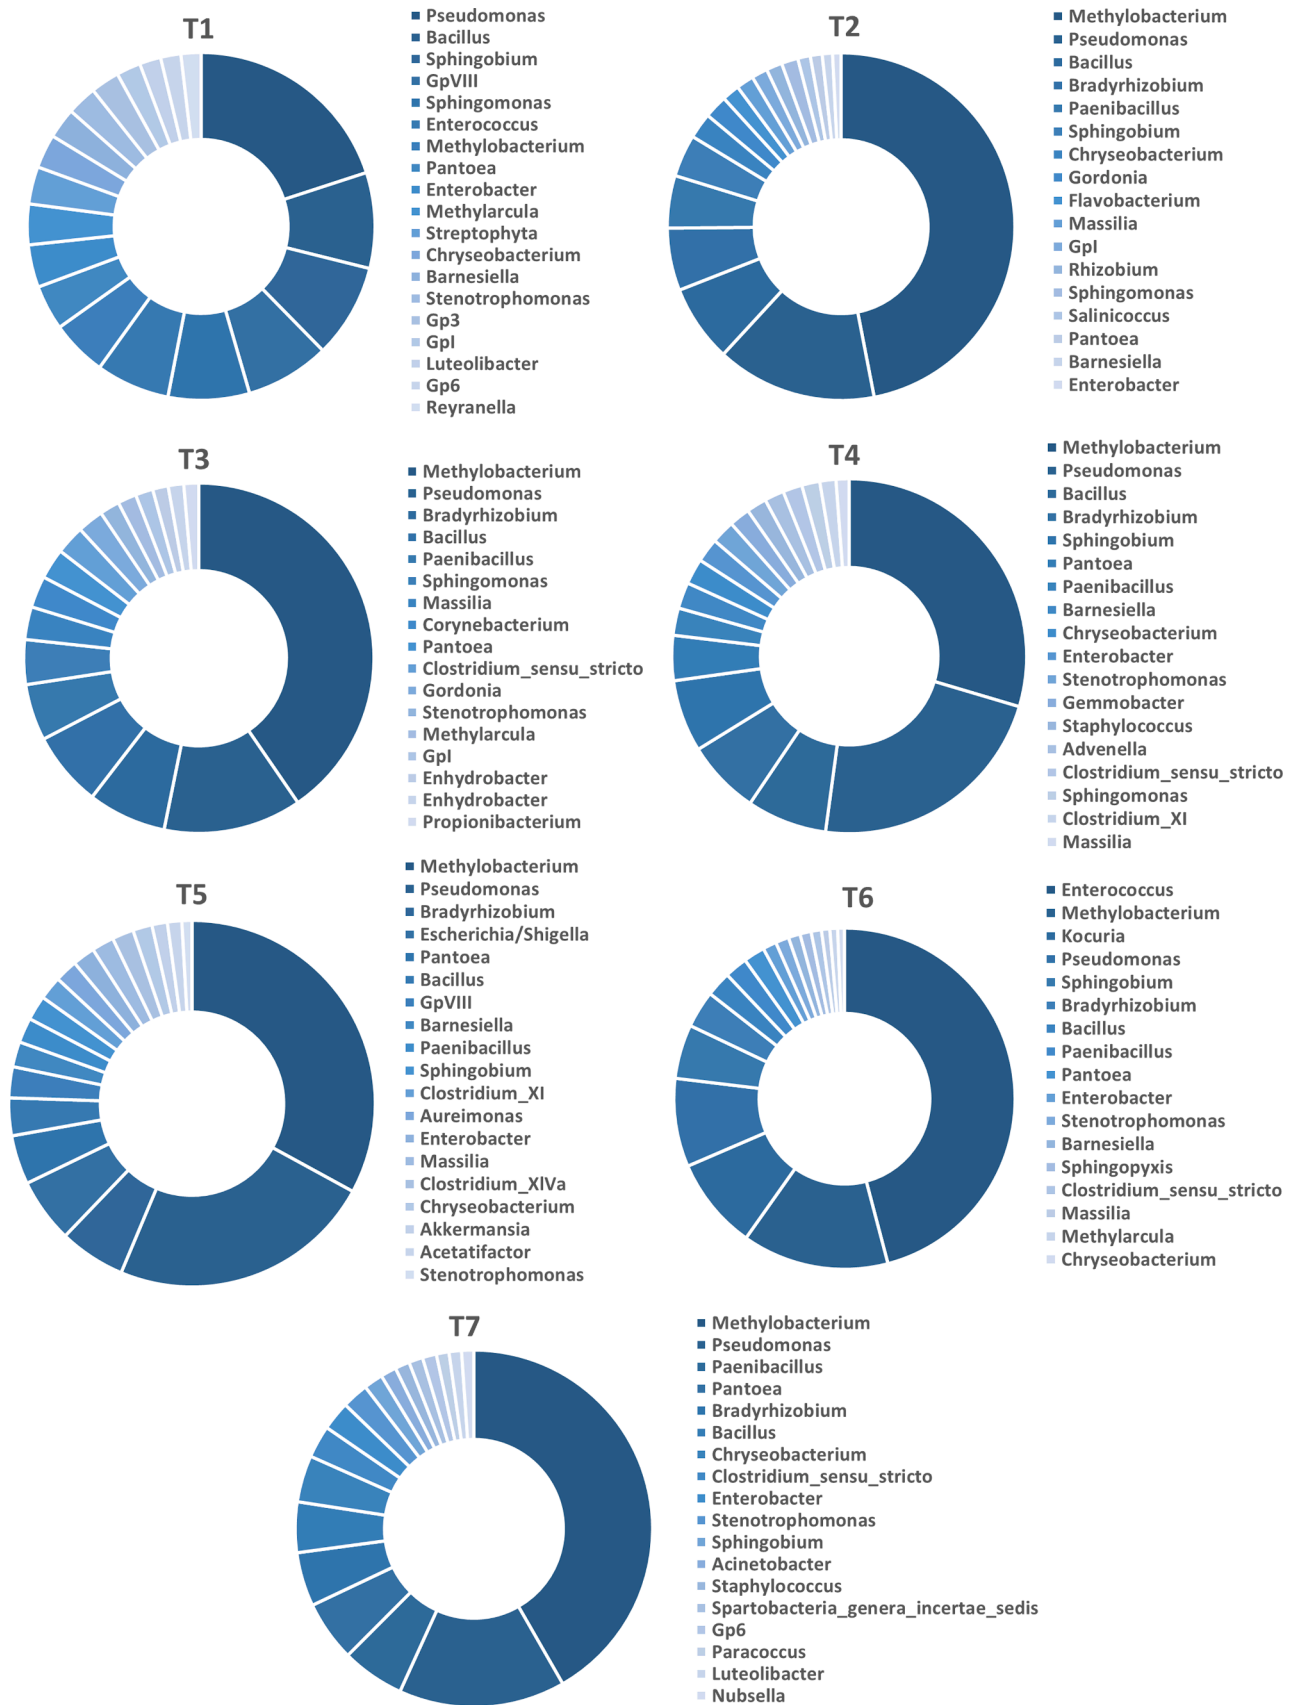 T1
Pseudomonas
Bacillus
Sphingobium
GpVIII
Sphingomonas
Enterococcus
Methylobacterium
Pantoea
Enterobacter
Methylarcula
Streptophyta
Chryseobacterium
Barnesiella
Stenotrophomonas
Gp3
GpI
Luteolibacter
Gp6
Reyranella
T2
Methylobacterium
Pseudomonas
Bacillus
Bradyrhizobium
Paenibacillus
Sphingobium
Chryseobacterium
Gordonia
Flavobacterium
Massilia
GpI
Rhizobium
Sphingomonas
Salinicoccus
Pantoea
Barnesiella
Enterobacter
T3
Methylobacterium
Pseudomonas
Bradyrhizobium
Bacillus
Paenibacillus
Sphingomonas
Massilia
Corynebacterium
Pantoea
Clostridium_sensu_stricto
Gordonia
Stenotrophomonas
Methylarcula
GpI
Enhydrobacter
Enhydrobacter
Propionibacterium
T4
Methylobacterium
Pseudomonas
Bacillus
Bradyrhizobium
Sphingobium
Pantoea
Paenibacillus
Barnesiella
Chryseobacterium
Enterobacter
Stenotrophomonas
Gemmobacter
Staphylococcus
Advenella
Clostridium_sensu_stricto
Sphingomonas
Clostridium_XI
Massilia
T5
Methylobacterium
Pseudomonas
Bradyrhizobium
Escherichia/Shigella
Pantoea
Bacillus
GpVIII
Barnesiella
Paenibacillus
Sphingobium
Clostridium_XI
Aureimonas
Enterobacter
Massilia
Clostridium_XlVa
Chryseobacterium
Akkermansia
Acetatifactor
Stenotrophomonas
T6
Enterococcus
Methylobacterium
Kocuria
Pseudomonas
Sphingobium
Bradyrhizobium
Bacillus
Paenibacillus
Pantoea
Enterobacter
Stenotrophomonas
Barnesiella
Sphingopyxis
Clostridium_sensu_stricto
Massilia
Methylarcula
Chryseobacterium
T7
Methylobacterium
Pseudomonas
Paenibacillus
Pantoea
Bradyrhizobium
Bacillus
Chryseobacterium
Clostridium_sensu_stricto
Enterobacter
Stenotrophomonas
Sphingobium
Acinetobacter
Staphylococcus
Spartobacteria_genera_incertae_sedis
Gp6
Paracoccus
Luteolibacter
Nubsella